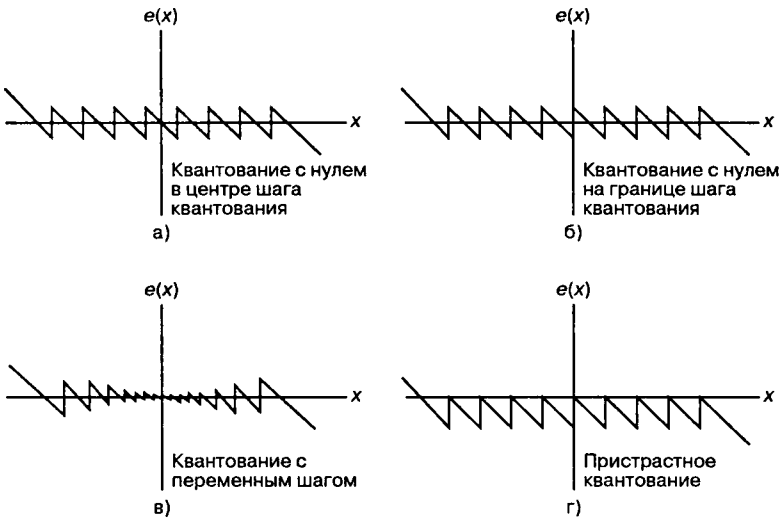 e(x)
x
Квантование с нулем
в центре шага
квантования
а)
e(x)
x
Квантование с нулем
на границе шага
квантования
б)
e(x)
x
Квантование с
переменным шагом
в)
e(x)
x
Пристрастное
квантование
г)